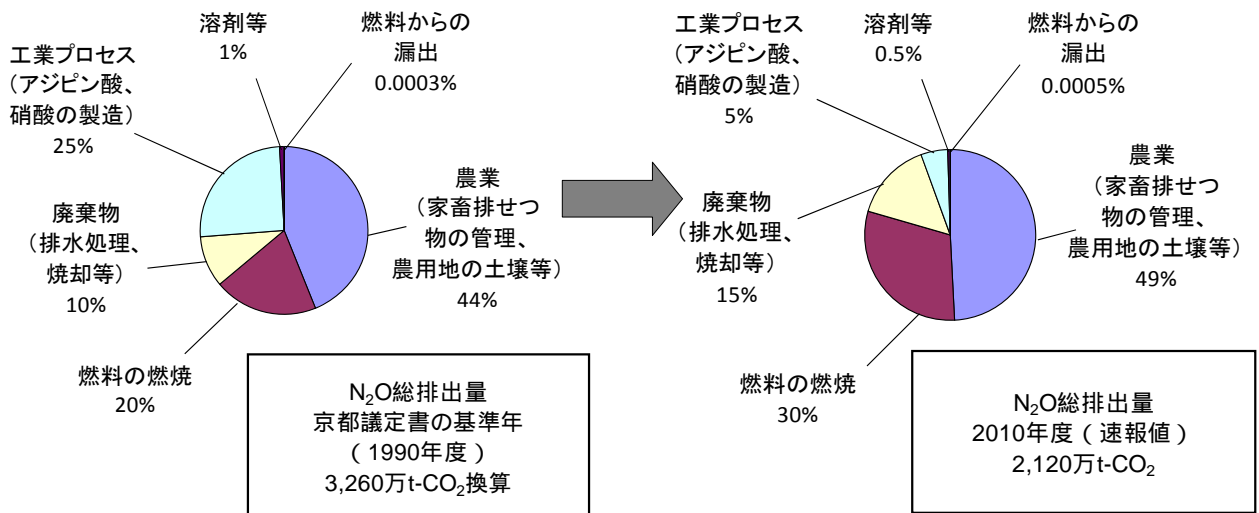 溶剤等
1%
燃料からの
漏出
0.0003%
工業プロセス
（アジピン酸、
硝酸の製造）
25%
農業
（家畜排せつ
物の管理、
農用地の土壌等）
44%
廃棄物
（排水処理、
焼却等）
10%
燃料の燃焼
20%
N₂O総排出量
京都議定書の基準年
（1990年度）
3,260万t-CO₂換算
工業プロセス
（アジピン酸、
硝酸の製造）
5%
溶剤等
0.5%
燃料からの
漏出
0.0005%
農業
（家畜排せつ
物の管理、
農用地の土壌等）
49%
廃棄物
（排水処理、
焼却等）
15%
燃料の燃焼
30%
N₂O総排出量
2010年度（速報値）
2,120万t-CO₂